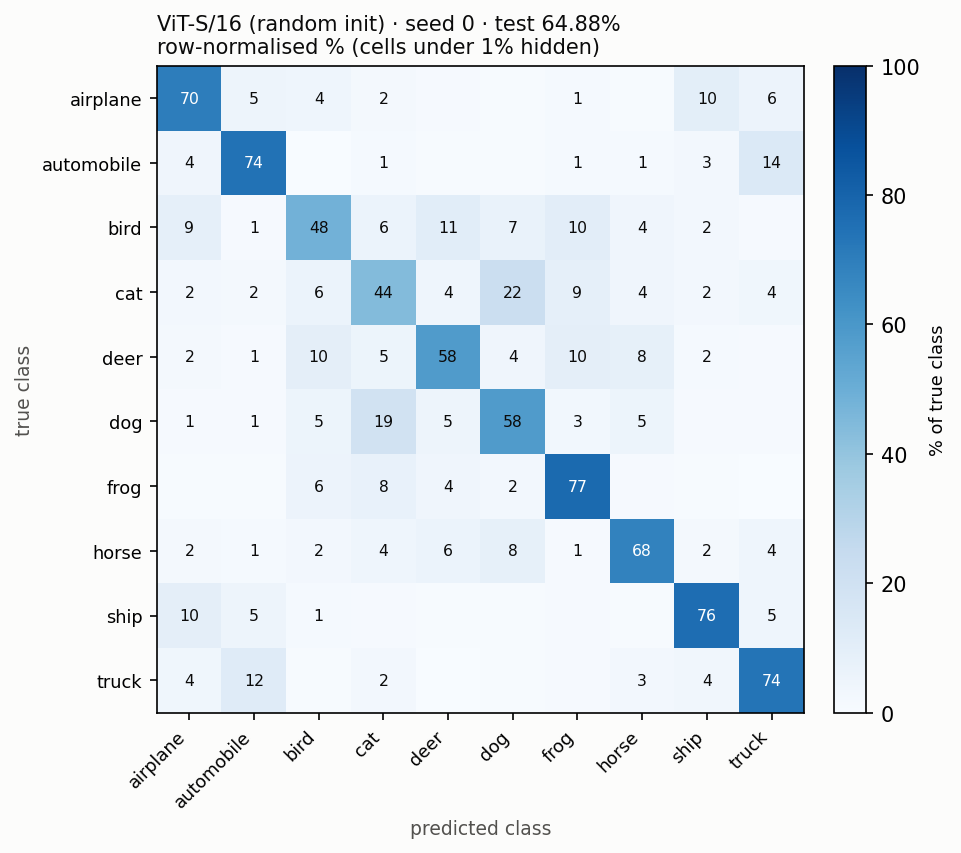 ViT-S/16 (random init) · seed 0 · test 64.88%
row-normalised % (cells under 1% hidden)
airplane 70 5 4 2 1 10 6
automobile 4 74 1 1 1 3 14
bird 9 1 48 6 11 7 10 4 2
cat 2 2 6 44 4 22 9 4 2 4
deer 2 1 10 5 58 4 10 8 2
dog 1 1 5 19 5 58 3 5
frog 6 8 4 2 77
horse 2 1 2 4 6 8 1 68 2 4
ship 10 5 1 76 5
truck 4 12 2 3 4 74
airplane automobile bird cat deer dog frog horse ship truck
predicted class
true class
100
80
60
40
20
0
% of true class